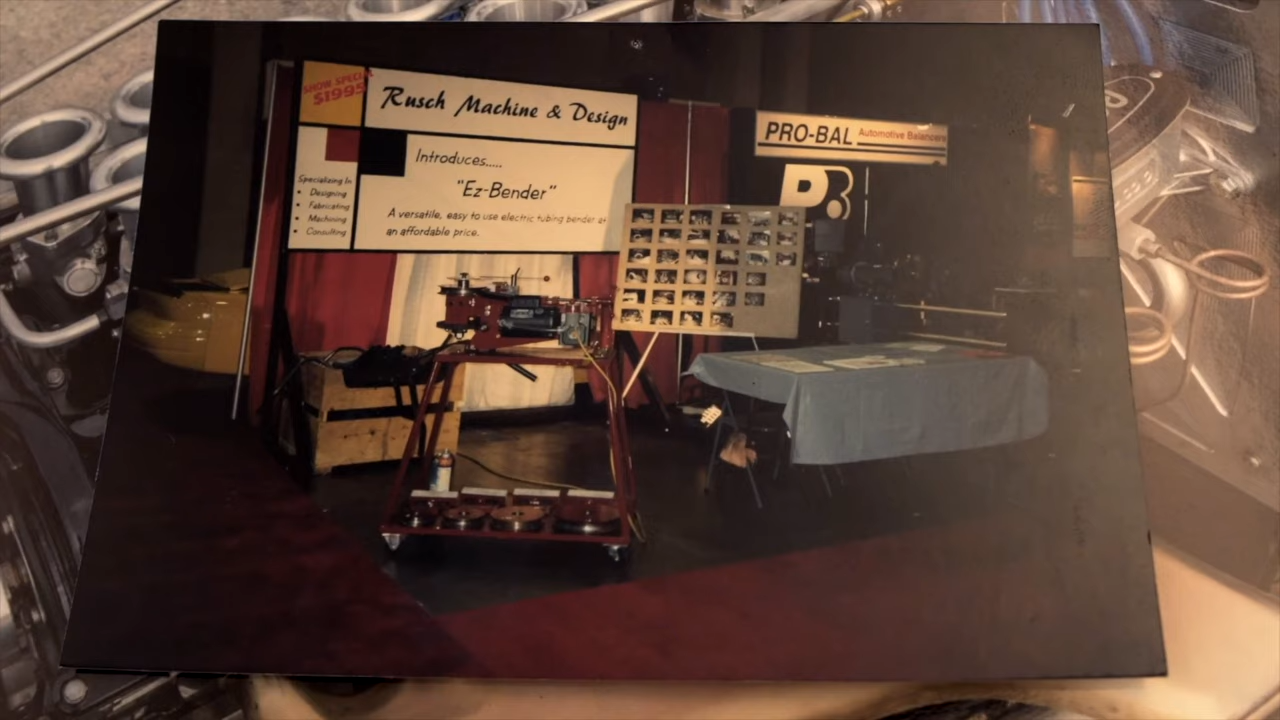 SHOW SPECIAL
$1995
Rusch Machine & Design
Specializing In
• Designing
• Fabricating
• Machining
• Consulting
Introduces.....
"Ez-Bender"
A versatile, easy to use electric tubing bender at
an affordable price.
PRO-BAL Automotive Balancers
PB